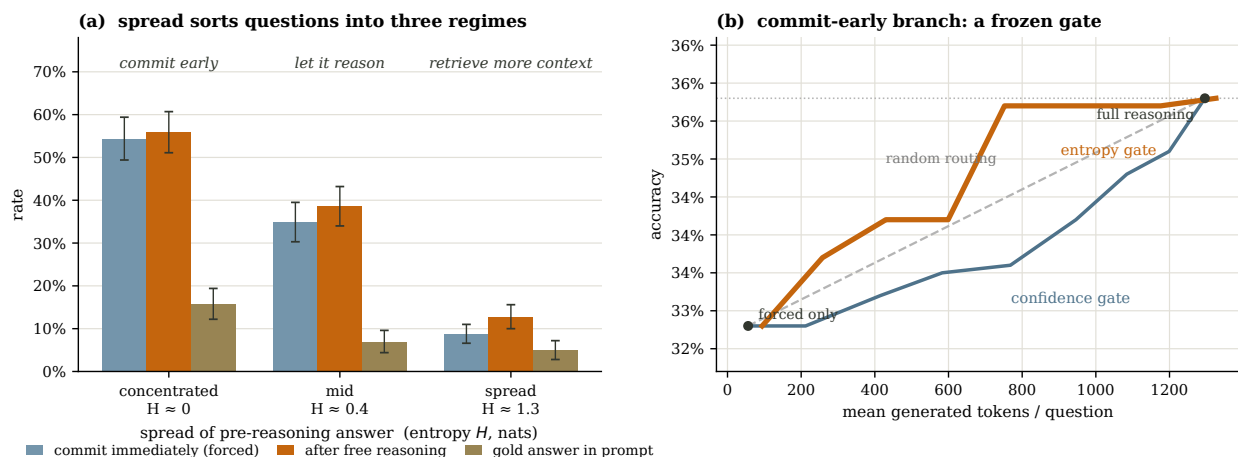 (a) spread sorts questions into three regimes
commit early
let it reason
retrieve more context
70%
60%
50%
40%
30%
20%
10%
0%
rate
concentrated
H ≈ 0
mid
H ≈ 0.4
spread
H ≈ 1.3
spread of pre-reasoning answer (entropy H, nats)
commit immediately (forced)
after free reasoning
gold answer in prompt
(b) commit-early branch: a frozen gate
36%
36%
36%
35%
34%
34%
34%
33%
32%
accuracy
full reasoning
entropy gate
random routing
confidence gate
forced only
0
200
400
600
800
1000
1200
mean generated tokens / question